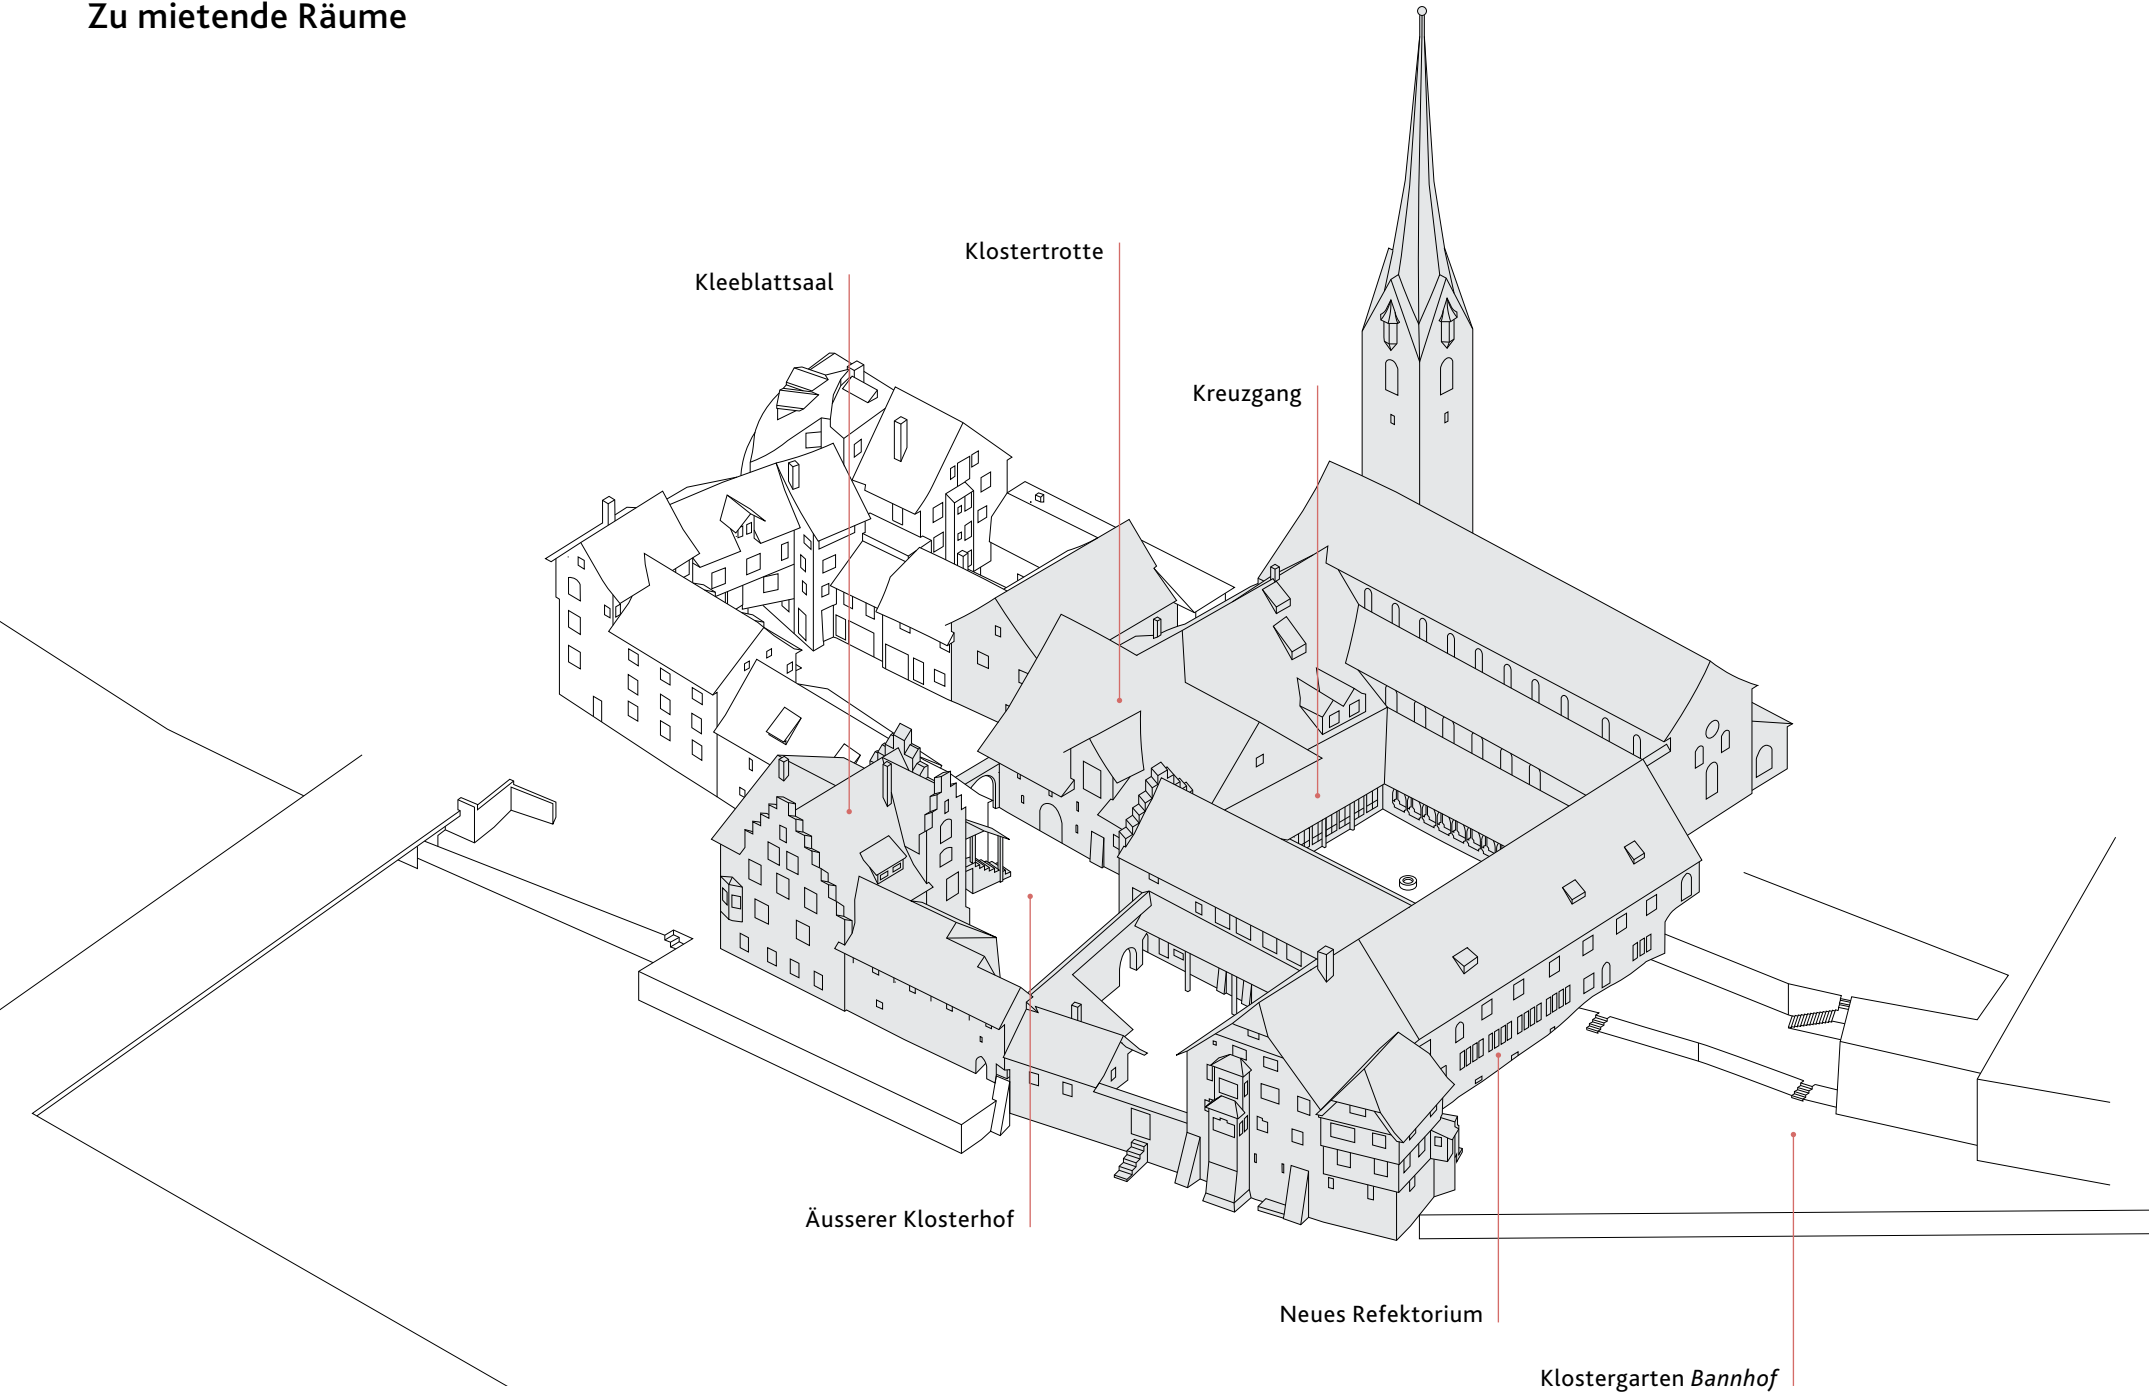 Zu mietende Räume
Klostertrotte
Kleeblattsaal
Kreuzgang
Äusserer Klosterhof
Neues Refektorium
Klostergarten Bannhof